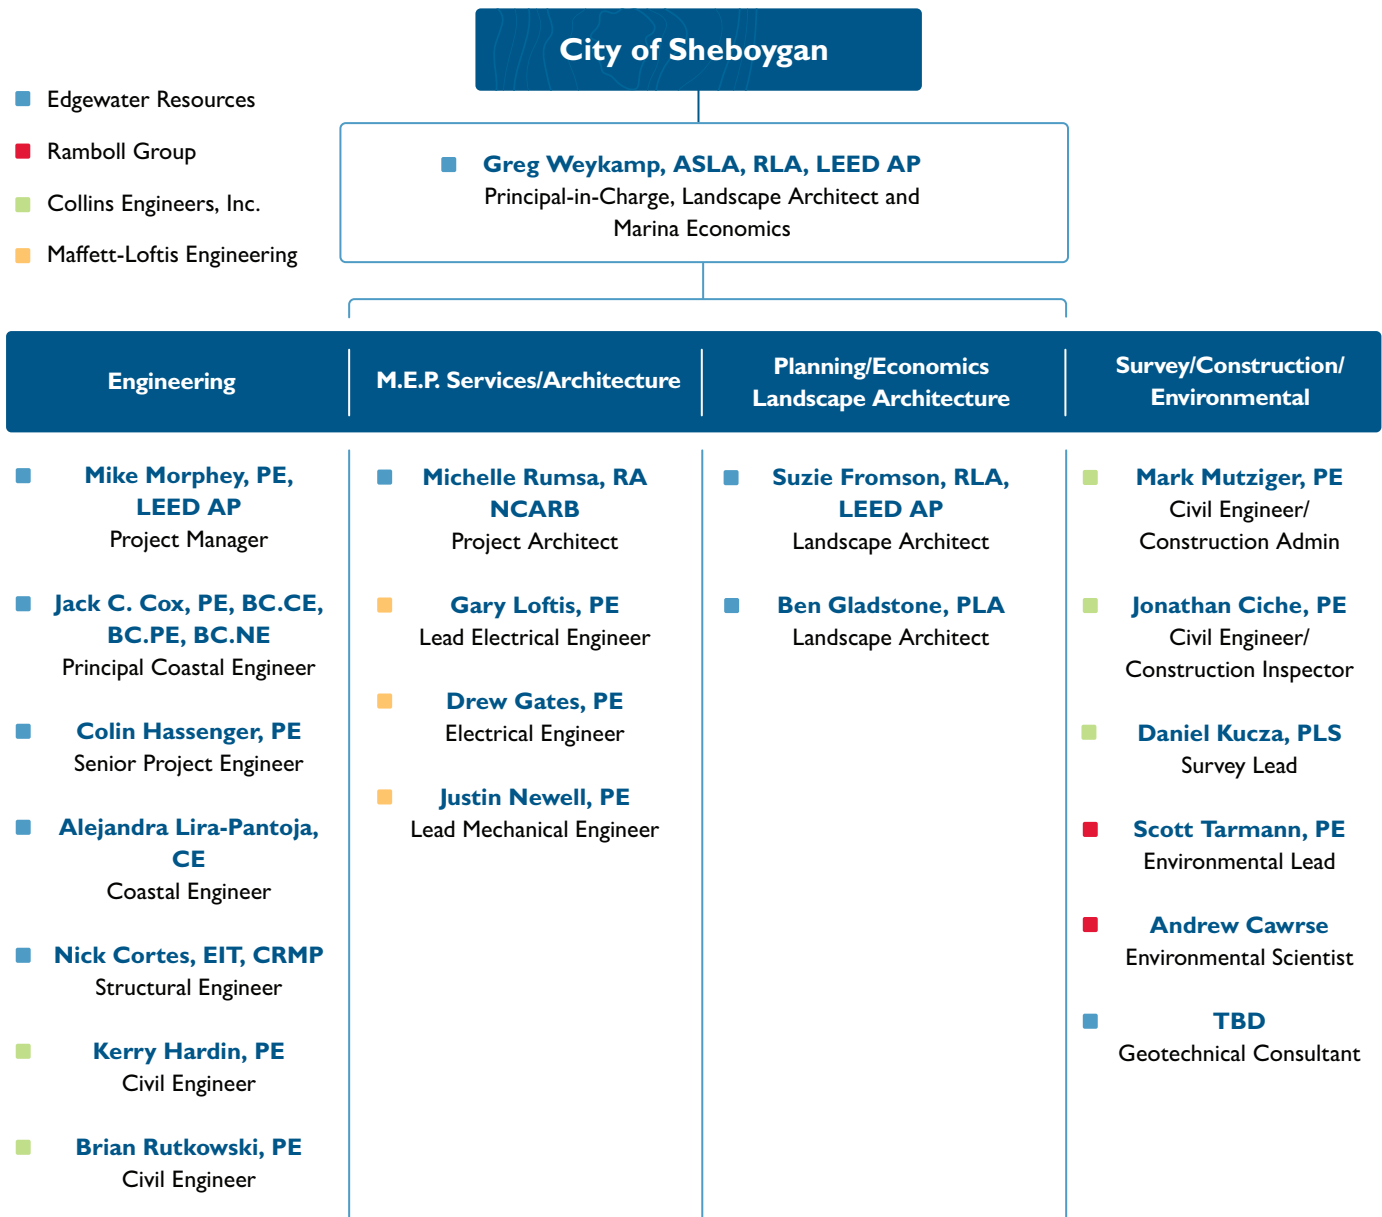 City of Sheboygan
Edgewater Resources
Ramboll Group
Collins Engineers, Inc.
Maffett-Loftis Engineering
Greg Weykamp, ASLA, RLA, LEED AP
Principal-in-Charge, Landscape Architect and
Marina Economics
Engineering
M.E.P. Services/Architecture
Planning/Economics
Landscape Architecture
Survey/Construction/
Environmental
Mike Morphey, PE,
LEED AP
Project Manager
Jack C. Cox, PE, BC.CE,
BC.PE, BC.NE
Principal Coastal Engineer
Colin Hassenger, PE
Senior Project Engineer
Alejandra Lira-Pantoja,
CE
Coastal Engineer
Nick Cortes, EIT, CRMP
Structural Engineer
Kerry Hardin, PE
Civil Engineer
Brian Rutkowski, PE
Civil Engineer
Michelle Rumsa, RA
NCARB
Project Architect
Gary Loftis, PE
Lead Electrical Engineer
Drew Gates, PE
Electrical Engineer
Justin Newell, PE
Lead Mechanical Engineer
Suzie Fromson, RLA,
LEED AP
Landscape Architect
Ben Gladstone, PLA
Landscape Architect
Mark Mutziger, PE
Civil Engineer/
Construction Admin
Jonathan Ciche, PE
Civil Engineer/
Construction Inspector
Daniel Kucza, PLS
Survey Lead
Scott Tarmann, PE
Environmental Lead
Andrew Cawrse
Environmental Scientist
TBD
Geotechnical Consultant